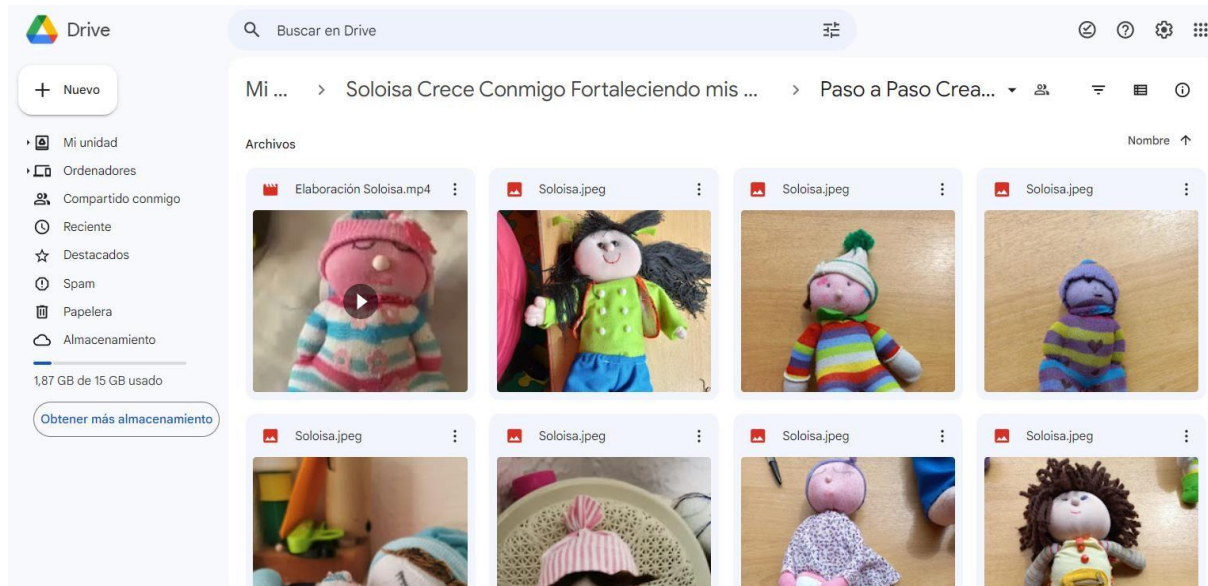 Drive
Buscar en Drive
Nuevo
Mi unidad
Ordenadores
Compartido conmigo
Reciente
Destacados
Spam
Papelera
Almacenamiento
1,87 GB de 15 GB usado
Obtener más almacenamiento
Mi ... > Soloisa Crece Conmigo Fortaleciendo mis ... > Paso a Paso Crea...
Archivos
Nombre
Elaboración Soloisa.mp4
Soloisa.jpeg
Soloisa.jpeg
Soloisa.jpeg
Soloisa.jpeg
Soloisa.jpeg
Soloisa.jpeg
Soloisa.jpeg